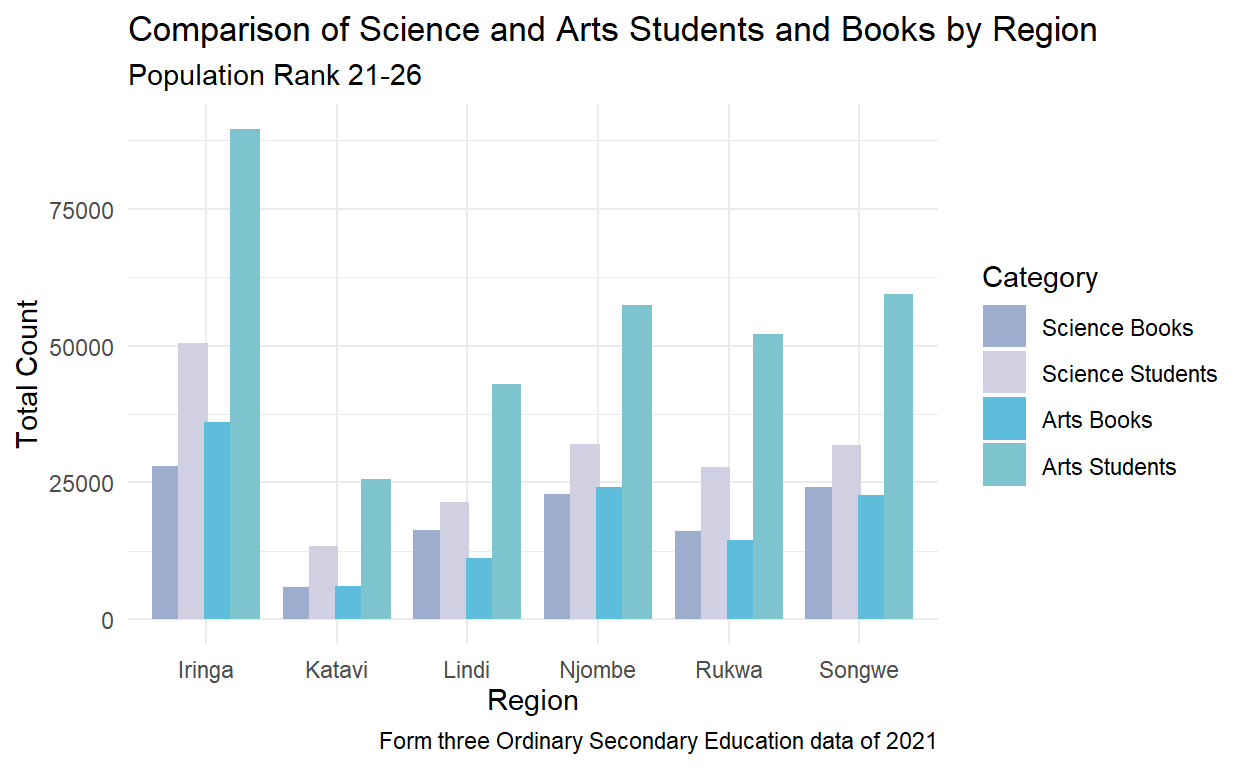 Comparison of Science and Arts Students and Books by Region
Population Rank 21-26
Total Count
75000
50000
25000
0
Iringa
Katavi
Lindi
Njombe
Rukwa
Songwe
Region
Form three Ordinary Secondary Education data of 2021
Category
Science Books
Science Students
Arts Books
Arts Students